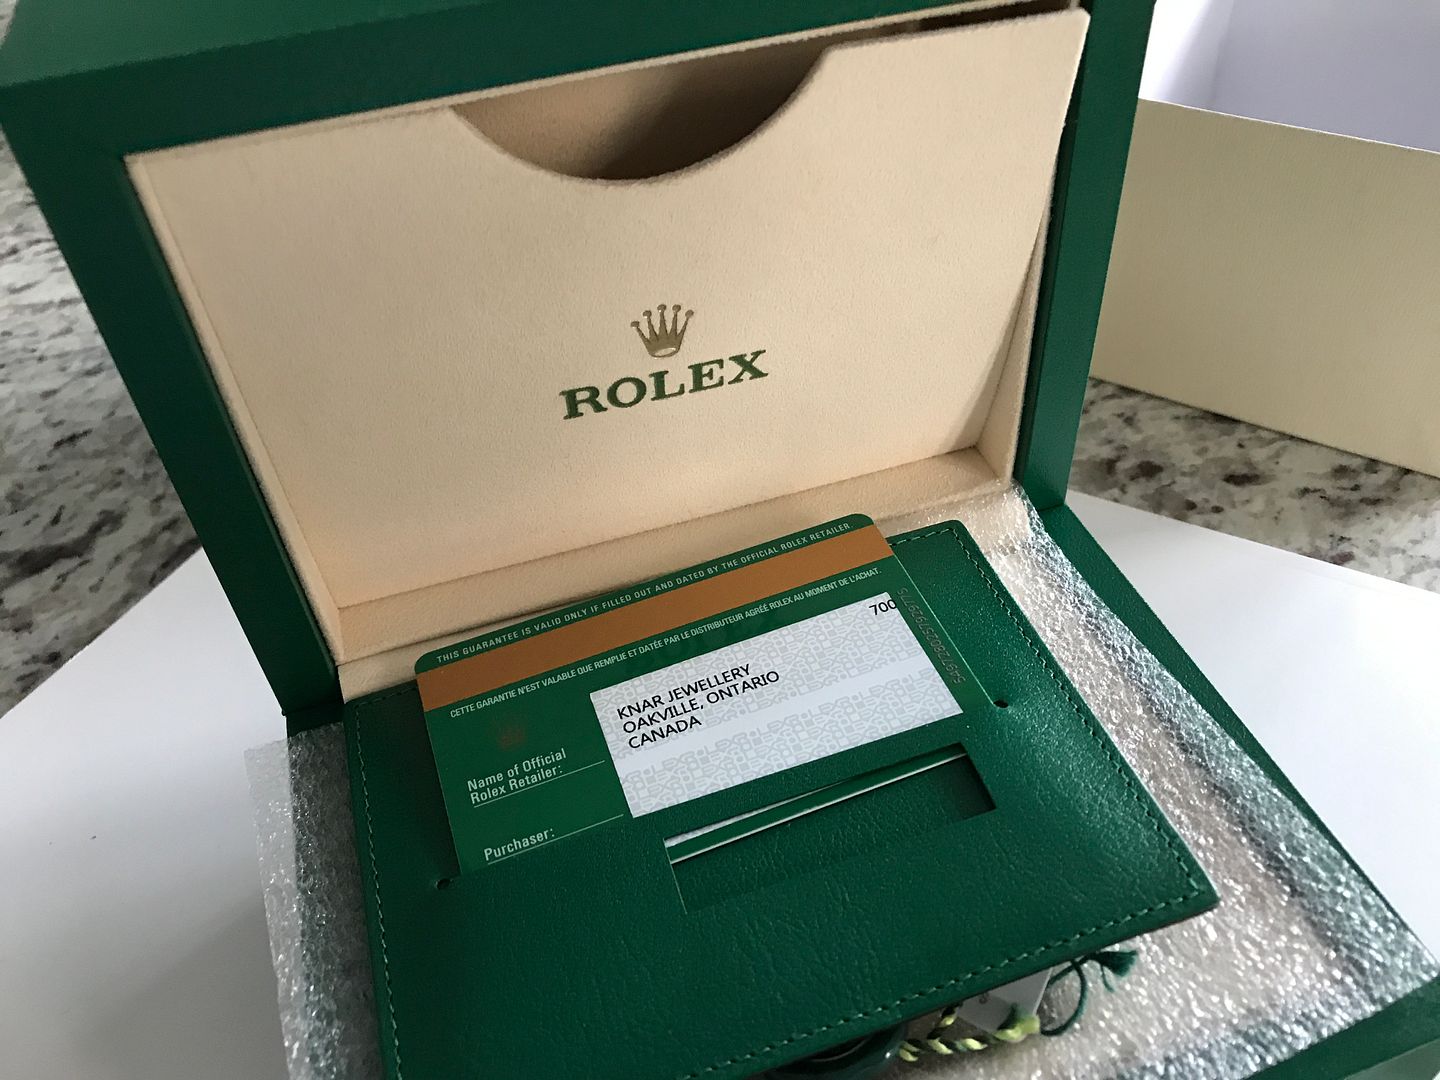 ROLEX
THIS GUARANTEE IS VALID ONLY IF FILLED OUT AND DATED BY THE OFFICIAL ROLEX RETAILER.
CETTE GARANTIE N'EST VALABLE QUE REMPLIE ET DATÉE PAR LE DISTRIBUTEUR AGRÉÉ ROLEX AU MOMENT DE L'ACHAT.
700
KNAR JEWELLERY
OAKVILLE, ONTARIO
CANADA
Name of Official
Rolex Retailer:
Purchaser: